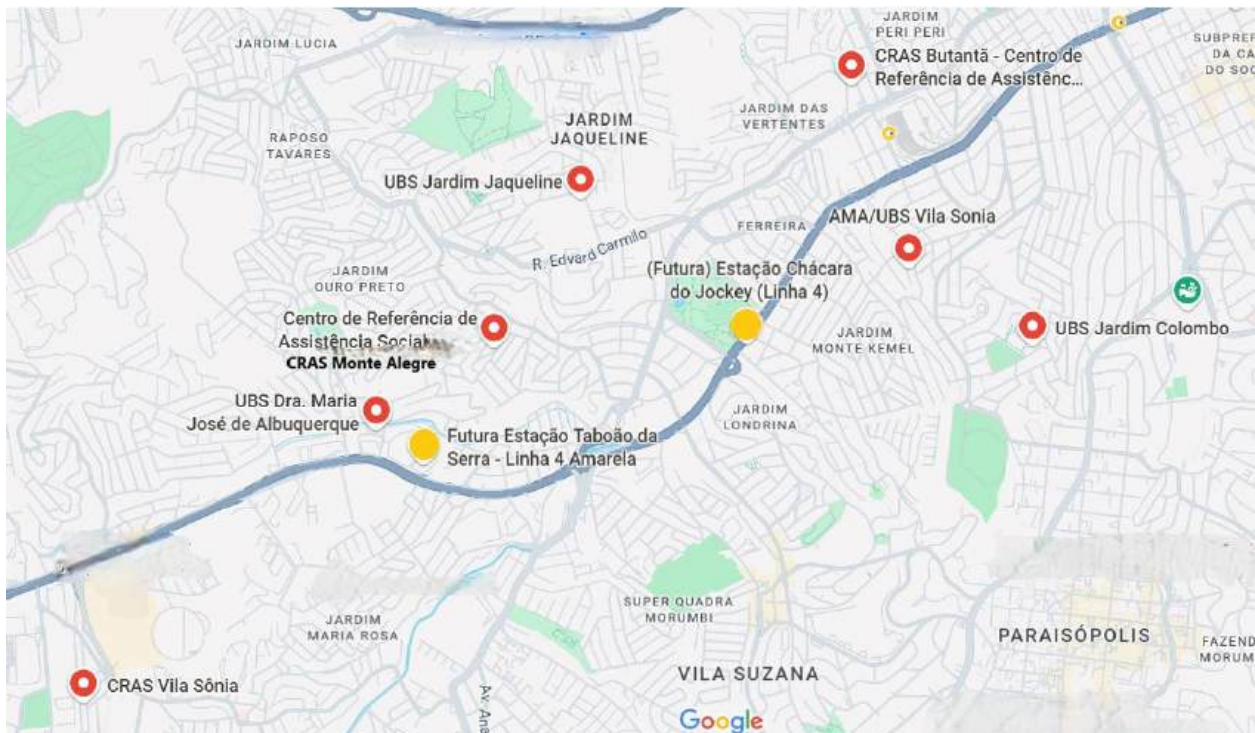 JARDIM
PERI PERI
SUBPREF
DA CA
DO SOC
JARDIM LUCIA
CRAS Butantã - Centro de
Referência de Assistênc...
JARDIM DAS
VERTENTES
JARDIM
JAQUELINE
RAPOSO
TAVARES
UBS Jardim Jaqueline
AMA/UBS Vila Sonia
FERREIRA
R. Edvard Carmilo
(Futura) Estação Chácara
do Jockey (Linha 4)
JARDIM
OURO PRETO
Centro de Referência de
Assistência Social
CRAS Monte Alegre
JARDIM
MONTE KEMEL
UBS Jardim Colombo
UBS Dra. Maria
José de Albuquerque
JARDIM
LONDRINA
Futura Estação Taboão da
Serra - Linha 4 Amarela
SUPER QUADRA
MORUMBI
JARDIM
MARIA ROSA
PARAISÓPOLIS
FAZEND
MORUM
CRAS Vila Sônia
VILA SUZANA
Av. Ana
Google